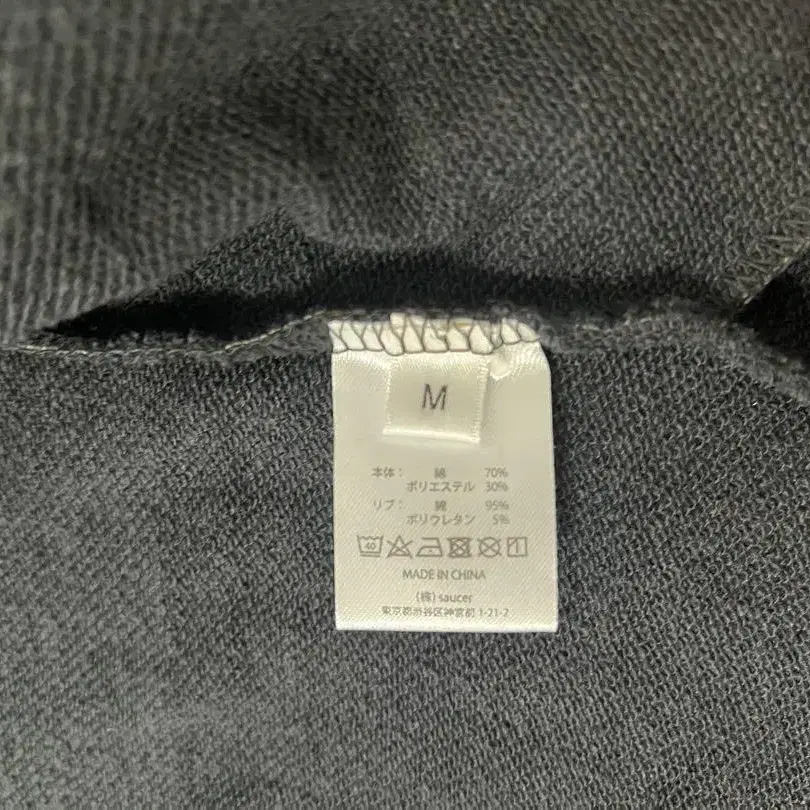 M
本体： 綿 70%
ポリエステル 30%
リブ： 綿 95%
ポリウレタン 5%
40
MADE IN CHINA
(株) saucer
東京都渋谷区神宮前 1-21-2